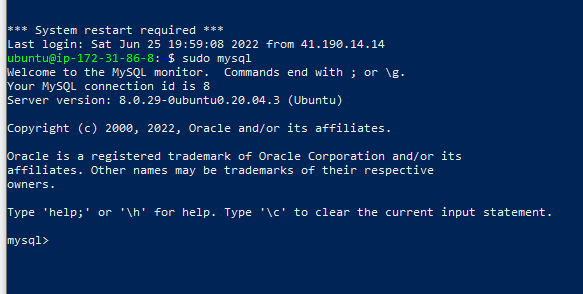 *** System restart required ***
Last login: Sat Jun 25 19:59:08 2022 from 41.190.14.14
ubuntu@ip-172-31-86-8: $ sudo mysql
Welcome to the MySQL monitor.  Commands end with ; or \g.
Your MySQL connection id is 8
Server version: 8.0.29-0ubuntu0.20.04.3 (Ubuntu)
Copyright (c) 2000, 2022, Oracle and/or its affiliates.
Oracle is a registered trademark of Oracle Corporation and/or its
affiliates. Other names may be trademarks of their respective
owners.
Type 'help;' or '\h' for help. Type '\c' to clear the current input statement.
mysql>